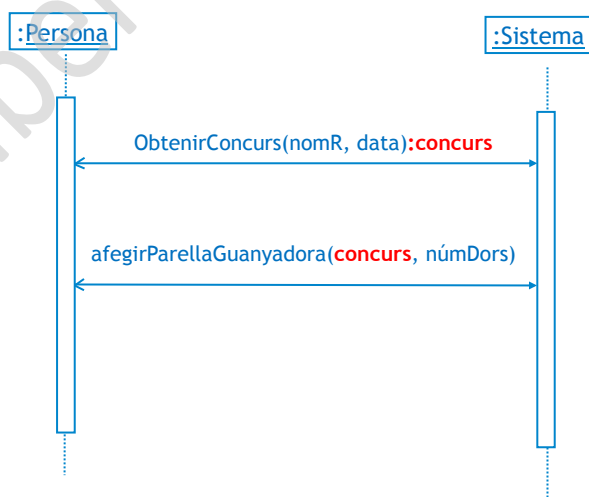 :Persona
:Sistema
ObtenirConcurs(nomR, data):concurs
afegirParellaGuanyadora(concurs, númDors)